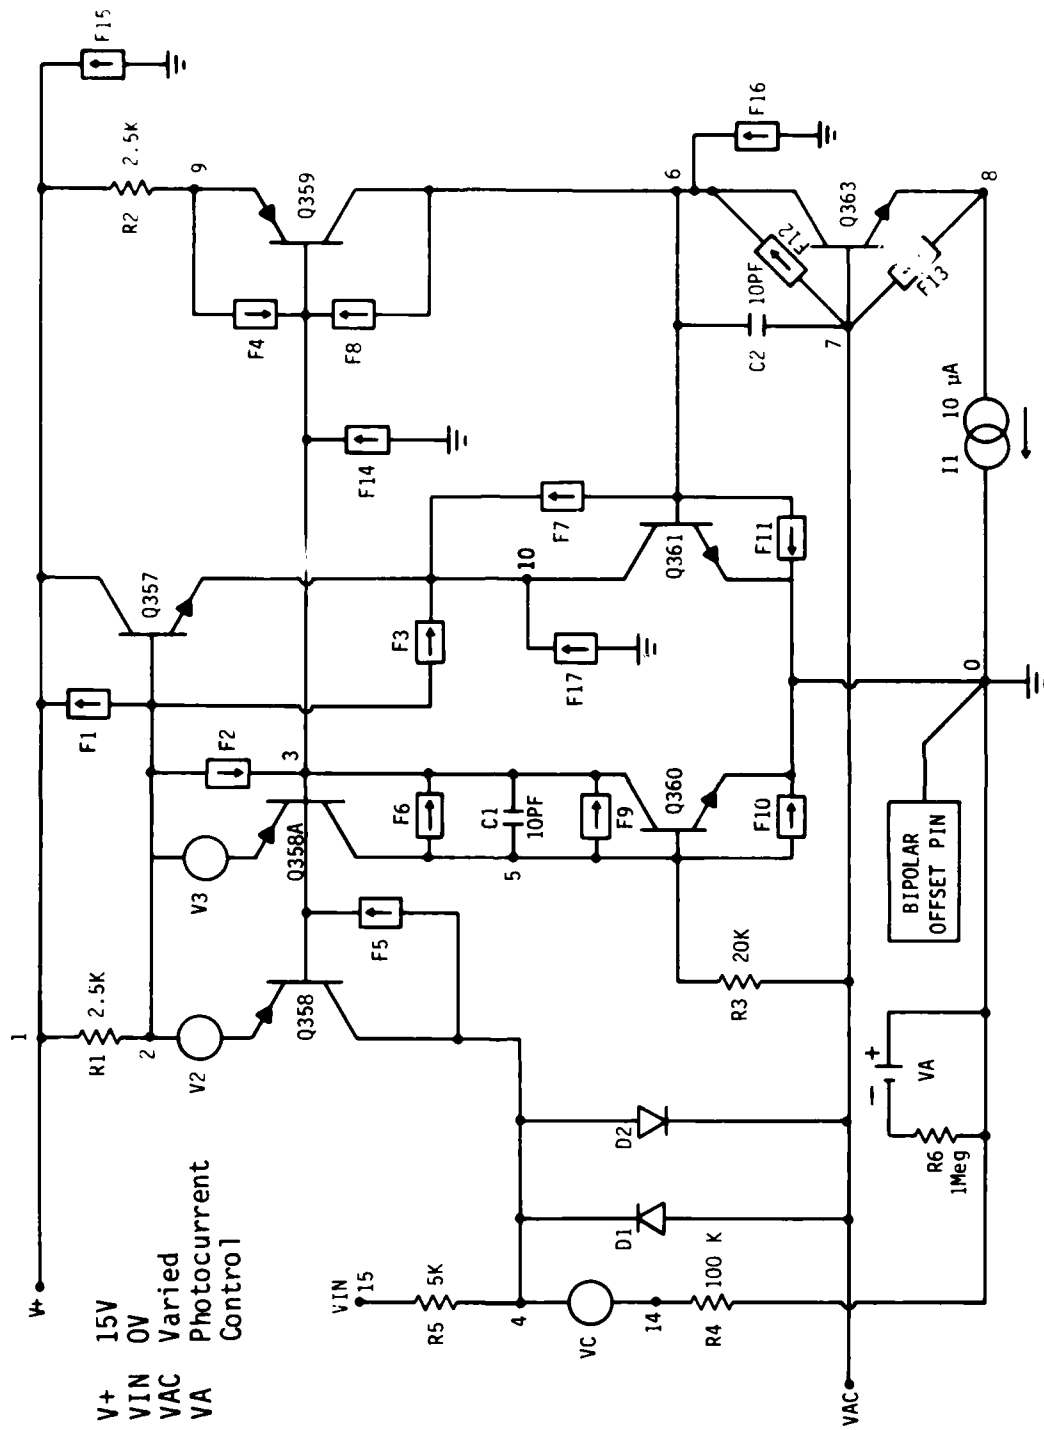 V+ 15V
VIN 0V
VAC Varied
VA Photocurrent
Control
V+
1
F15
R1 2.5K
2
F1
Q357
R2
2.5K
9
V2
V3
F2
3
F4
Q359
Q358
Q358A
F3
F14
F8
F5
F6
C1
10PF
F9
5
10
F7
F17
Q360
Q361
F10
F11
6
F16
VIN
15
R5
5K
4
D1
D2
VC
14
R4
100 K
R3
20K
C2
10PF
F12
7
Q363
F13
8
VAC
R6
1Meg
- +
VA
BIPOLAR
OFFSET PIN
0
I1 10 µA